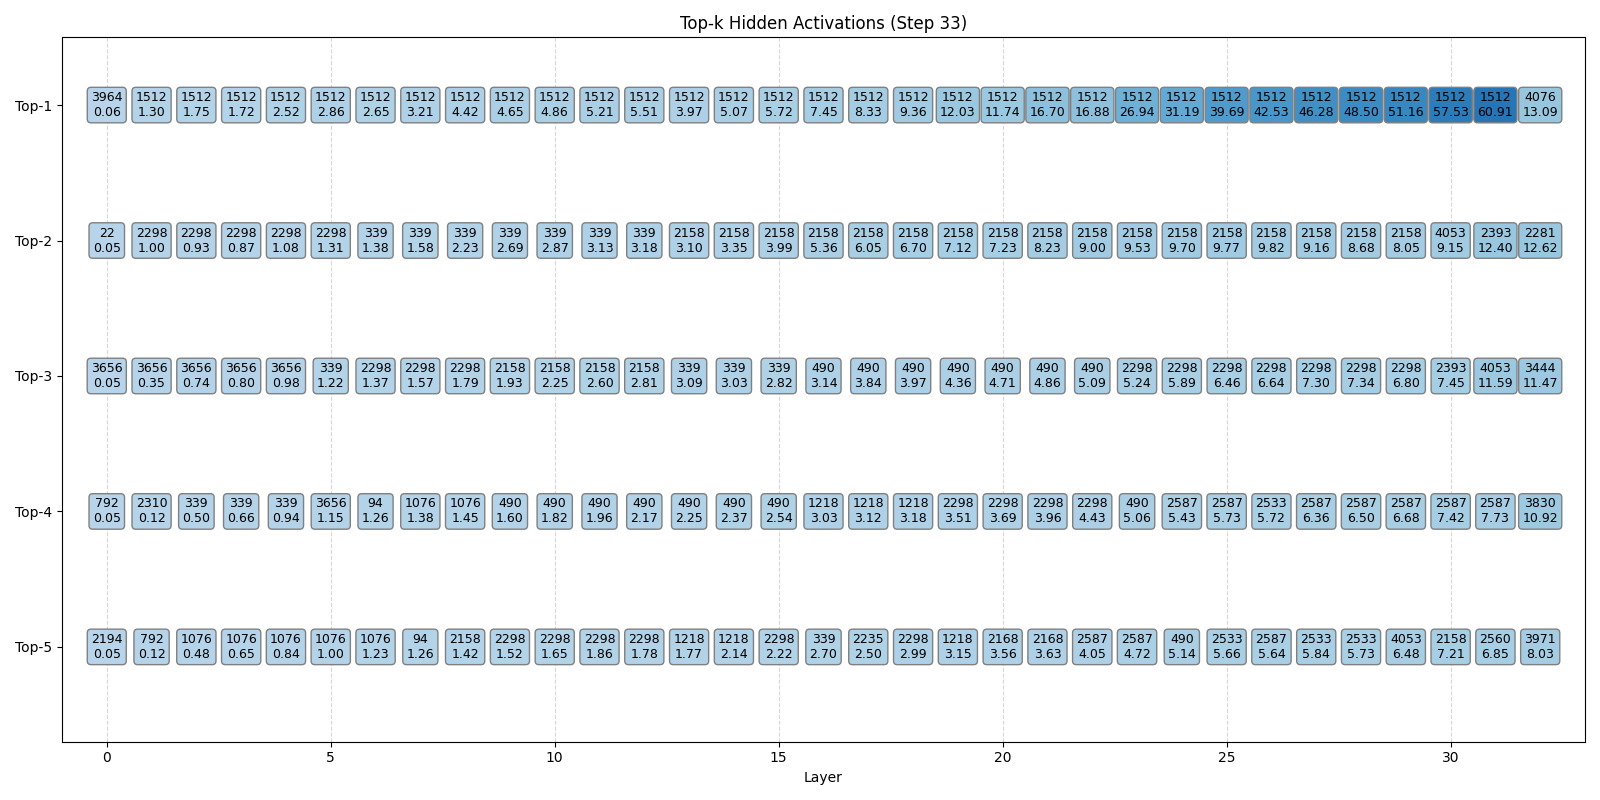 Top-k Hidden Activations (Step 33)
Top-1
3964 1512 1512 1512 1512 1512 1512 1512 1512 1512 1512 1512 1512 1512 1512 1512 1512 1512 1512 1512 1512 1512 1512 1512 1512 1512 1512 1512 1512 1512 1512 1512 4076
0.06 1.30 1.75 1.72 2.52 2.86 2.65 3.21 4.42 4.65 4.86 5.21 5.51 3.97 5.07 5.72 7.45 8.33 9.36 12.03 11.74 16.70 16.88 26.94 31.19 39.69 42.53 46.28 48.50 51.16 57.53 60.91 13.09
Top-2
22 2298 2298 2298 2298 2298 339 339 339 339 339 339 339 2158 2158 2158 2158 2158 2158 2158 2158 2158 2158 2158 2158 2158 2158 2158 2158 2158 4053 2393 2281
0.05 1.00 0.93 0.87 1.08 1.31 1.38 1.58 2.23 2.69 2.87 3.13 3.18 3.10 3.35 3.99 5.36 6.05 6.70 7.12 7.23 8.23 9.00 9.53 9.70 9.77 9.82 9.16 8.68 8.05 9.15 12.40 12.62
Top-3
3656 3656 3656 3656 3656 339 2298 2298 2298 2158 2158 2158 2158 339 339 339 490 490 490 490 490 490 490 2298 2298 2298 2298 2298 2298 2298 2393 4053 3444
0.05 0.35 0.74 0.80 0.98 1.22 1.37 1.57 1.79 1.93 2.25 2.60 2.81 3.09 3.03 2.82 3.14 3.84 3.97 4.36 4.71 4.86 5.09 5.24 5.89 6.46 6.64 7.30 7.34 6.80 7.45 11.59 11.47
Top-4
792 2310 339 339 339 3656 94 1076 1076 490 490 490 490 490 490 490 1218 1218 1218 2298 2298 2298 2298 490 2587 2587 2533 2587 2587 2587 2587 2587 3830
0.05 0.12 0.50 0.66 0.94 1.15 1.26 1.38 1.45 1.60 1.82 1.96 2.17 2.25 2.37 2.54 3.03 3.12 3.18 3.51 3.69 3.96 4.43 5.06 5.43 5.73 5.72 6.36 6.50 6.68 7.42 7.73 10.92
Top-5
2194 792 1076 1076 1076 1076 1076 94 2158 2298 2298 2298 2298 1218 1218 2298 339 2235 2298 1218 2168 2168 2587 2587 490 2533 2587 2533 2533 4053 2158 2560 3971
0.05 0.12 0.48 0.65 0.84 1.00 1.23 1.26 1.42 1.52 1.65 1.86 1.78 1.77 2.14 2.22 2.70 2.50 2.99 3.15 3.56 3.63 4.05 4.72 5.14 5.66 5.64 5.84 5.73 6.48 7.21 6.85 8.03
0 5 10 15 20 25 30
Layer